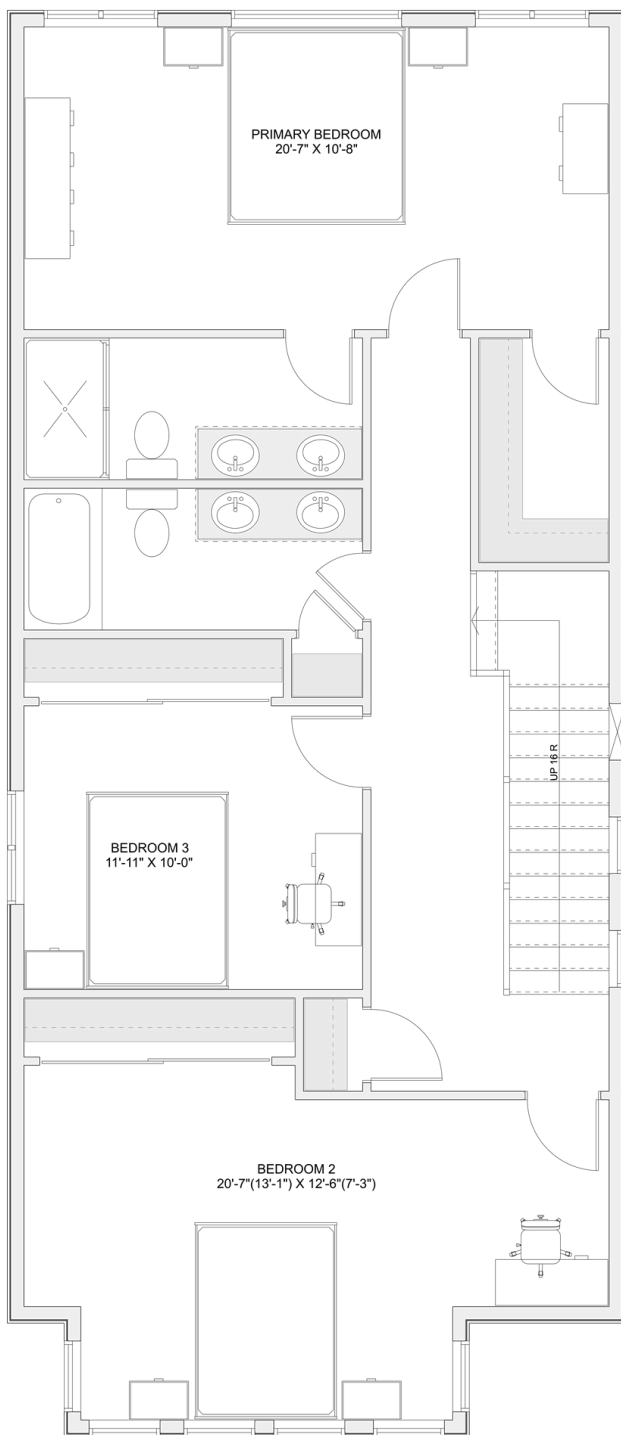 PRIMARY BEDROOM
20'-7" X 10'-8"
UP 16 R
BEDROOM 3
11'-11" X 10'-0"
BEDROOM 2
20'-7"(13'-1") X 12'-6"(7'-3")